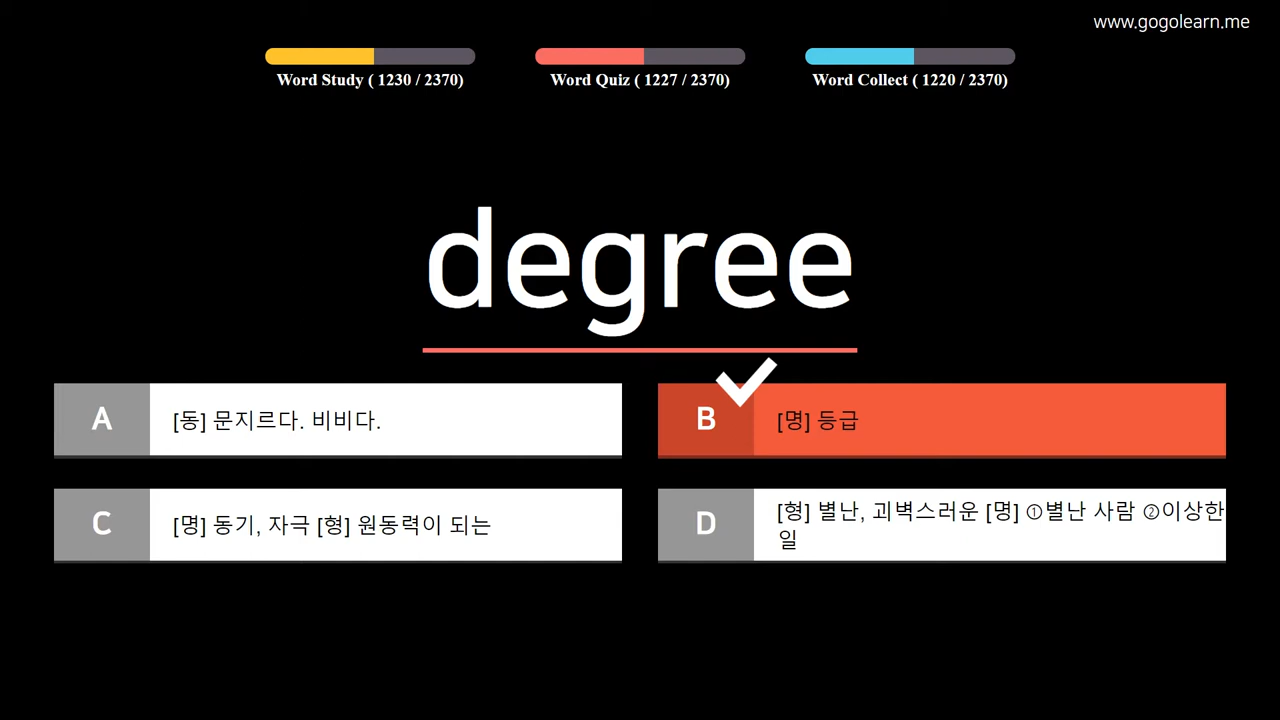 www.gogolearn.me
Word Study ( 1230 / 2370)
Word Quiz ( 1227 / 2370)
Word Collect ( 1220 / 2370)
degree
A
[동] 문지르다. 비비다.
B
[명] 등급
C
[명] 동기, 자극 [형] 원동력이 되는
D
[형] 별난, 괴벽스러운 [명] ①별난 사람 ②이상한
일